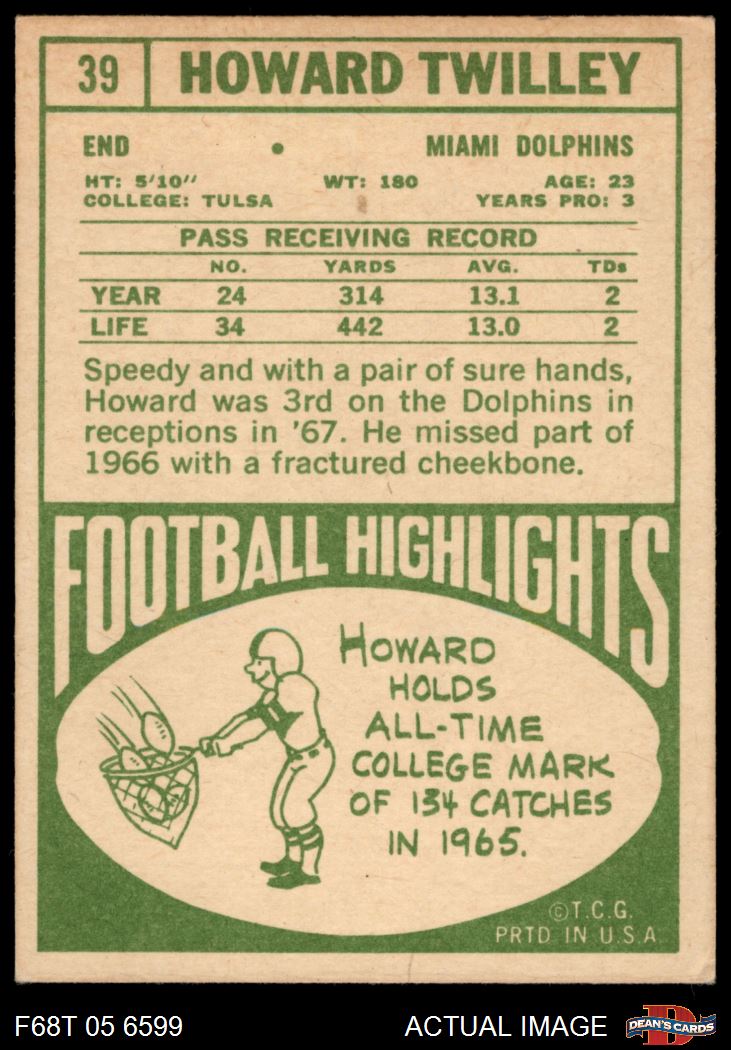 39 HOWARD TWILLEY
END • MIAMI DOLPHINS
HT: 5'10" WT: 180 AGE: 23
COLLEGE: TULSA YEARS PRO: 3
PASS RECEIVING RECORD
NO. YARDS AVG. TDs
YEAR 24 314 13.1 2
LIFE 34 442 13.0 2
Speedy and with a pair of sure hands,
Howard was 3rd on the Dolphins in
receptions in '67. He missed part of
1966 with a fractured cheekbone.
FOOTBALL HIGHLIGHTS
HOWARD
HOLDS
ALL-TIME
COLLEGE MARK
OF 134 CATCHES
IN 1965.
©T.C.G.
PRTD IN U.S.A.
F68T 05 6599 ACTUAL IMAGE DEAN'S CARDS